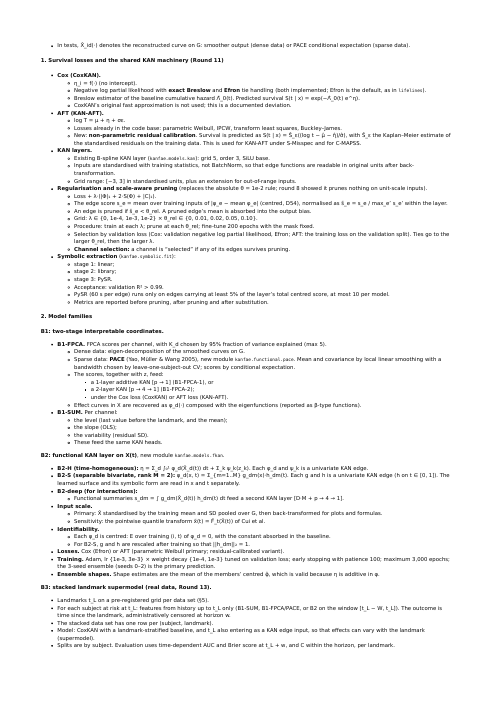 • In tests, X̂_id(·) denotes the reconstructed curve on G: smoother output (dense data) or PACE conditional expectation (sparse data).
1. Survival losses and the shared KAN machinery (Round 11)
• Cox (CoxKAN).
◦ η_i = f(·) (no intercept).
◦ Negative log partial likelihood with exact Breslow and Efron tie handling (both implemented; Efron is the default, as in lifelines).
◦ Breslow estimator of the baseline cumulative hazard Λ̂_0(t). Predicted survival S(t | x) = exp(−Λ̂_0(t) e^η).
◦ CoxKAN's original fast approximation is not used; this is a documented deviation.
• AFT (KAN-AFT).
◦ log T = μ + η + σε.
◦ Losses already in the code base: parametric Weibull, IPCW, transform least squares, Buckley-James.
◦ New: non-parametric residual calibration. Survival is predicted as S(t | x) = Ŝ_ε((log t − μ̂ − η̂)/σ̂), with Ŝ_ε the Kaplan-Meier estimate of
the standardised residuals on the training data. This is used for KAN-AFT under S-Misspec and for C-MAPSS.
• KAN layers.
◦ Existing B-spline KAN layer (kanfae.models.kan): grid 5, order 3, SiLU base.
◦ Inputs are standardised with training statistics, not BatchNorm, so that edge functions are readable in original units after back-
transformation.
◦ Grid range: [−3, 3] in standardised units, plus an extension for out-of-range inputs.
• Regularisation and scale-aware pruning (replaces the absolute θ = 1e-2 rule; round 8 showed it prunes nothing on unit-scale inputs).
◦ Loss + λ·(|Φ|₁ + 2·S(Φ) + |C|₁).
◦ The edge score s_e = mean over training inputs of |φ_e − mean φ_e| (centred, D54), normalised as s̃_e = s_e / max_e' s_e' within the layer.
◦ An edge is pruned if s̃_e < θ_rel. A pruned edge's mean is absorbed into the output bias.
◦ Grid: λ ∈ {0, 1e-4, 1e-3, 1e-2} × θ_rel ∈ {0, 0.01, 0.02, 0.05, 0.10}.
◦ Procedure: train at each λ; prune at each θ_rel; fine-tune 200 epochs with the mask fixed.
◦ Selection by validation loss (Cox: validation negative log partial likelihood, Efron; AFT: the training loss on the validation split). Ties go to the
larger θ_rel, then the larger λ.
◦ Channel selection: a channel is "selected" if any of its edges survives pruning.
• Symbolic extraction (kanfae.symbolic.fit):
◦ stage 1: linear;
◦ stage 2: library;
◦ stage 3: PySR.
◦ Acceptance: validation R² > 0.99.
◦ PySR (60 s per edge) runs only on edges carrying at least 5% of the layer's total centred score, at most 10 per model.
◦ Metrics are reported before pruning, after pruning and after substitution.
2. Model families
B1: two-stage interpretable coordinates.
• B1-FPCA. FPCA scores per channel, with K_d chosen by 95% fraction of variance explained (max 5).
◦ Dense data: eigen-decomposition of the smoothed curves on G.
◦ Sparse data: PACE (Yao, Müller & Wang 2005), new module kanfae.functional.pace. Mean and covariance by local linear smoothing with a
bandwidth chosen by leave-one-subject-out CV; scores by conditional expectation.
◦ The scores, together with z, feed:
▪ a 1-layer additive KAN [p → 1] (B1-FPCA-1), or
▪ a 2-layer KAN [p → 4 → 1] (B1-FPCA-2);
▪ under the Cox loss (CoxKAN) or AFT loss (KAN-AFT).
◦ Effect curves in X are recovered as φ_d(·) composed with the eigenfunctions (reported as β-type functions).
• B1-SUM. Per channel:
◦ the level (last value before the landmark, and the mean);
◦ the slope (OLS);
◦ the variability (residual SD).
◦ These feed the same KAN heads.
B2: functional KAN layer on X(t), new module kanfae.models.fkan.
• B2-H (time-homogeneous): η = Σ_d ∫₀¹ φ_d(X̂_d(t)) dt + Σ_k ψ_k(z_k). Each φ_d and ψ_k is a univariate KAN edge.
• B2-S (separable bivariate, rank M = 2): φ_d(x, t) = Σ_{m=1..M} g_dm(x)·h_dm(t). Each g and h is a univariate KAN edge (h on t ∈ [0, 1]). The
learned surface and its symbolic form are read in x and t separately.
• B2-deep (for interactions):
◦ Functional summaries s_dm = ∫ g_dm(X̂_d(t)) h_dm(t) dt feed a second KAN layer [D·M + p → 4 → 1].
• Input scale.
◦ Primary: X̂ standardised by the training mean and SD pooled over G, then back-transformed for plots and formulas.
◦ Sensitivity: the pointwise quantile transform x̃(t) = F̂_t(X̂(t)) of Cui et al.
• Identifiability.
◦ Each φ_d is centred: E over training (i, t) of φ_d = 0, with the constant absorbed in the baseline.
◦ For B2-S, g and h are rescaled after training so that ||h_dm||₂ = 1.
• Losses. Cox (Efron) or AFT (parametric Weibull primary; residual-calibrated variant).
• Training. Adam, lr {1e-3, 3e-3} × weight decay {1e-4, 1e-3} tuned on validation loss; early stopping with patience 100; maximum 3,000 epochs;
the 3-seed ensemble (seeds 0–2) is the primary prediction.
• Ensemble shapes. Shape estimates are the mean of the members' centred φ̂, which is valid because η is additive in φ.
B3: stacked landmark supermodel (real data, Round 13).
• Landmarks t_L on a pre-registered grid per data set (§5).
• For each subject at risk at t_L: features from history up to t_L only (B1-SUM, B1-FPCA/PACE, or B2 on the window [t_L − W, t_L]). The outcome is
time since the landmark, administratively censored at horizon w.
• The stacked data set has one row per (subject, landmark).
• Model: CoxKAN with a landmark-stratified baseline, and t_L also entering as a KAN edge input, so that effects can vary with the landmark
(supermodel).
• Splits are by subject. Evaluation uses time-dependent AUC and Brier score at t_L + w, and C within the horizon, per landmark.